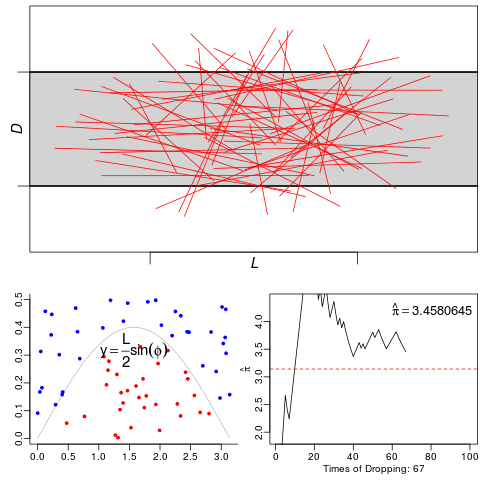 D
L
0.0 0.1 0.2 0.3 0.4 0.5
y = L/2 sin(ϕ)
0.0 0.5 1.0 1.5 2.0 2.5 3.0
π̂ = 3.4580645
π̂
2.0 2.5 3.0 3.5 4.0
0 20 40 60 80 100
Times of Dropping: 67